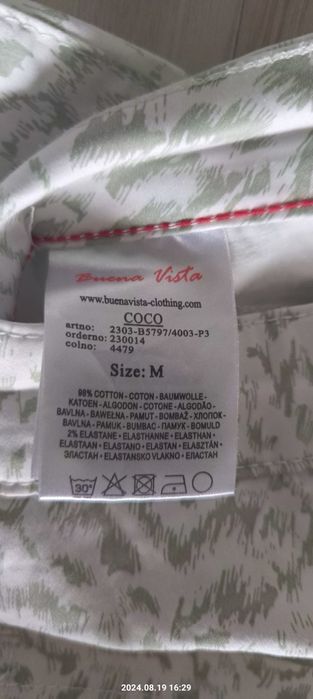 Buena Vista
www.buenavista-clothing.com
COCO
artno: 2303-B5797/4003-P3
orderno: 230014
colno: 4479
Size: M
98% COTTON - COTON - BAUMWOLLE -
KATOEN - ALGODON - COTONE - ALGODÃO -
BAVLNA - BAWEŁNA - PAMUT - BOMBAŽ - ХЛОПОК -
BAVLNA - PAMUK - BUMBAC - ПАМУК - BOMULD
2% ELASTANE - ELASTHANNE - ELASTHAN -
ELASTAAN - ELASTANO - ELASTAN - ELASZTÁN -
ЭЛАСТАН - ELASTANSKO VLAKNO - ЕЛАСТАН
30°
2024.08.19 16:29